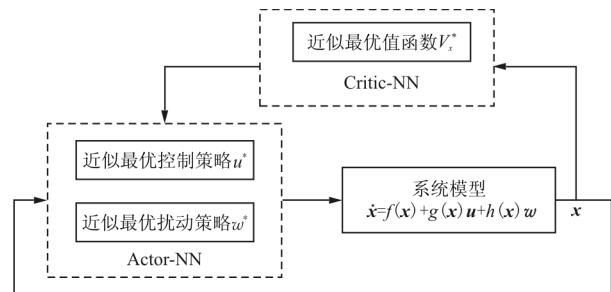 近似最优值函数Vₓ*
Critic-NN
近似最优控制策略u*
近似最优扰动策略w*
Actor-NN
系统模型
ẋ=f(x)+g(x)u+h(x)w
x